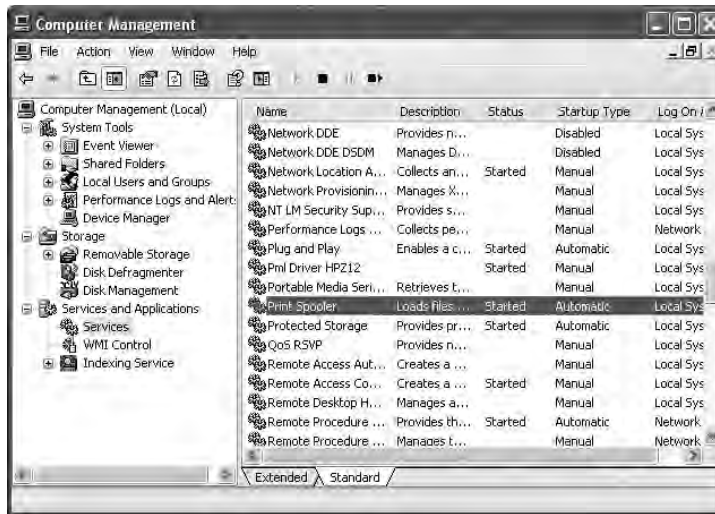 Computer Management
File Action View Window Help
Computer Management (Local)
System Tools
Event Viewer
Shared Folders
Local Users and Groups
Performance Logs and Alert
Device Manager
Storage
Removable Storage
Disk Defragmenter
Disk Management
Services and Applications
Services
WMI Control
Indexing Service
Name Description Status Startup Type Log On
Network DDE Provides n... Disabled Local Sys
Network DDE DSDM Manages D... Disabled Local Sys
Network Location A... Collects an... Started Manual Local Sys
Network Provisionin... Manages X... Manual Local Sys
NT LM Security Sup... Provides s... Manual Local Sys
Performance Logs ... Collects pe... Manual Network
Plug and Play Enables a c... Started Automatic Local Sys
Pml Driver HPZ12 Started Manual Local Sys
Portable Media Seri... Retrieves t... Manual Local Sys
Print Spooler Loads files ... Started Automatic Local Sys
Protected Storage Provides pr... Started Automatic Local Sys
QoS RSVP Provides n... Manual Local Sys
Remote Access Aut... Creates a ... Manual Local Sys
Remote Access Co... Creates a ... Started Manual Local Sys
Remote Desktop H... Manages a... Manual Local Sys
Remote Procedure ... Provides th... Started Automatic Network
Remote Procedure ... Manages t... Manual Network
Extended Standard